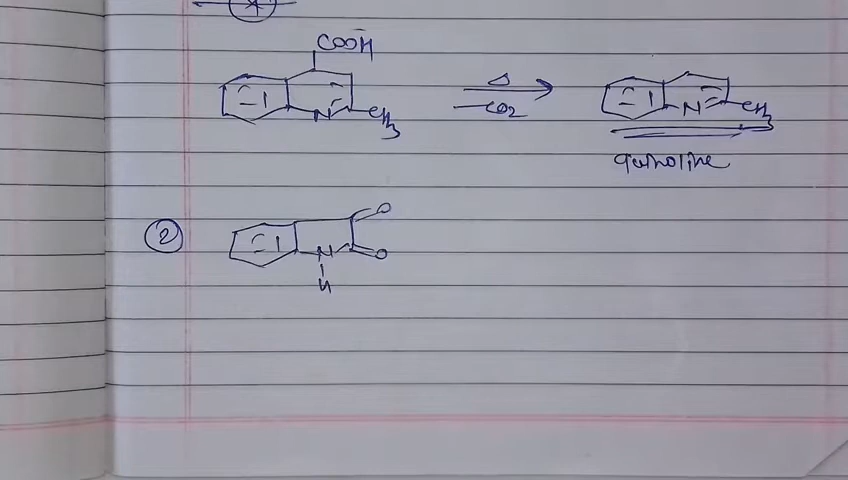 COOH
N CH3
Δ
-CO2
N CH3
quinoline
②
O
N O
H